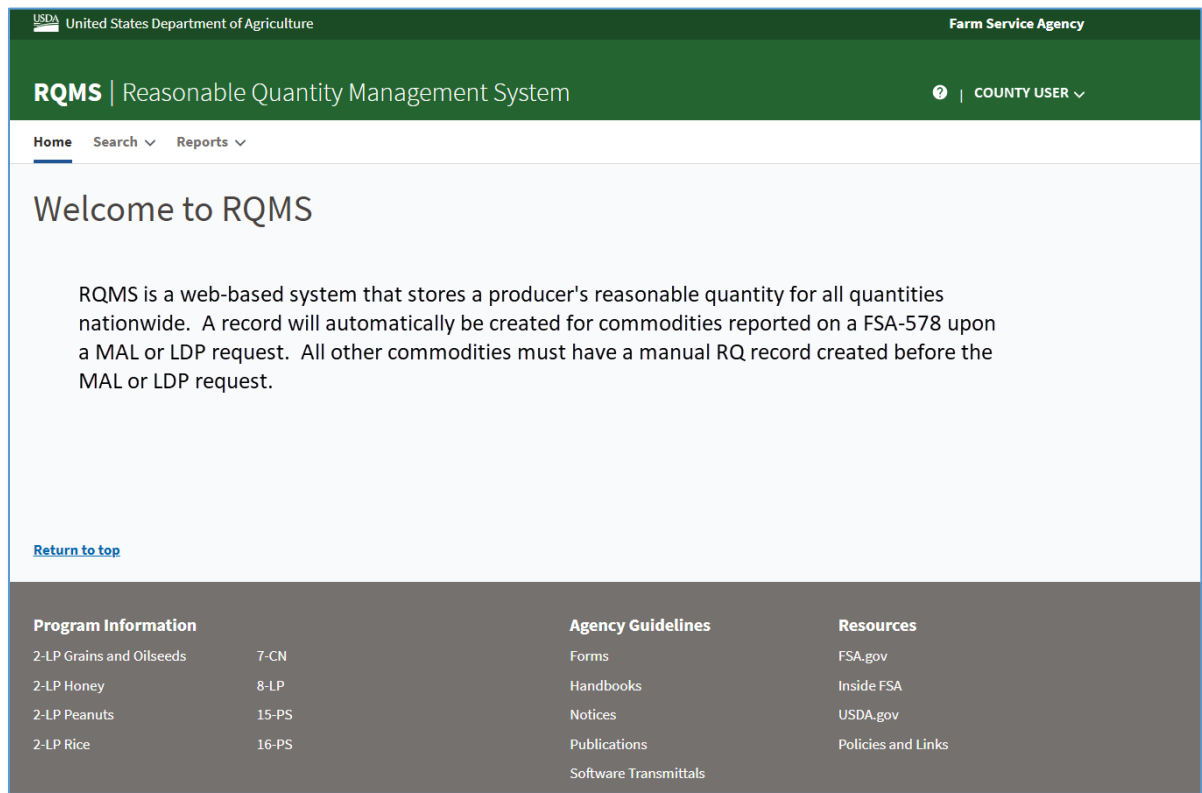 USDA United States Department of Agriculture
Farm Service Agency
RQMS | Reasonable Quantity Management System
? | COUNTY USER
Home Search Reports
Welcome to RQMS
RQMS is a web-based system that stores a producer's reasonable quantity for all quantities
nationwide. A record will automatically be created for commodities reported on a FSA-578 upon
a MAL or LDP request. All other commodities must have a manual RQ record created before the
MAL or LDP request.
Return to top
Program Information
2-LP Grains and Oilseeds
2-LP Honey
2-LP Peanuts
2-LP Rice
7-CN
8-LP
15-PS
16-PS
Agency Guidelines
Forms
Handbooks
Notices
Publications
Software Transmittals
Resources
FSA.gov
Inside FSA
USDA.gov
Policies and Links